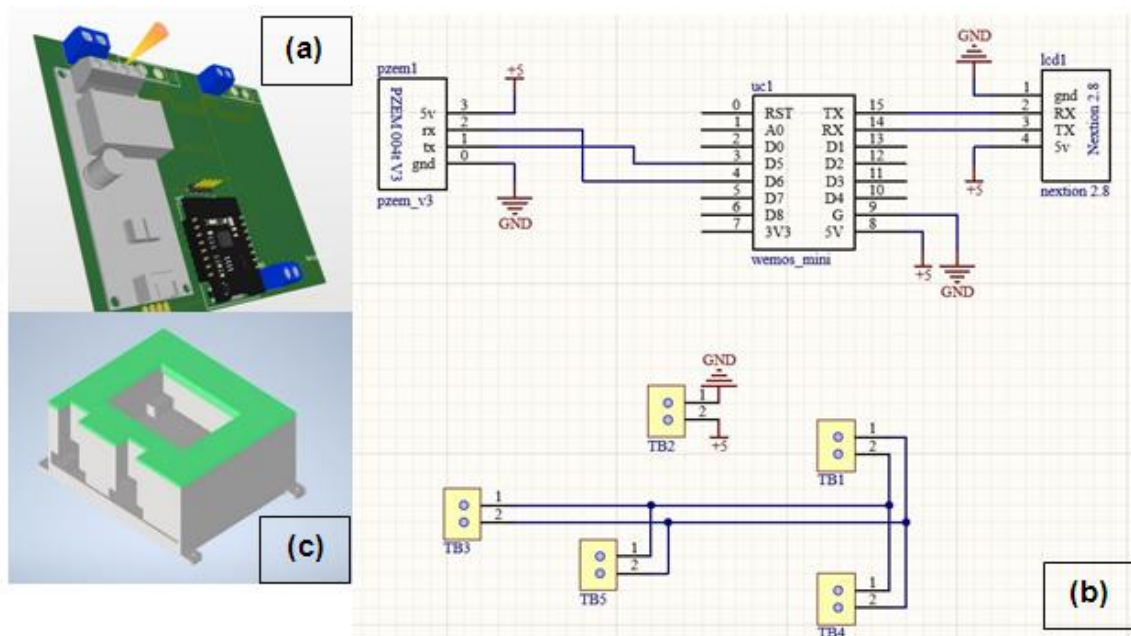 (a)
pzem1
PZEM 004t V3
5v 3
rx 2
tx 1
gnd 0
pzem_v3
+5
GND
uc1
0 RST TX 15
1 A0 RX 14
2 D0 D1 13
3 D5 D2 12
4 D6 D3 11
5 D7 D4 10
6 D8 G 9
7 3V3 5V 8
wemos_mini
+5
GND
GND
lcd1
1 gnd
2 RX
3 TX
4 5v
Nextion 2.8
nextion 2.8
+5
GND
1
2
TB2
+5
1
2
TB1
1
2
TB3
1
2
TB5
1
2
TB4
(b)
(c)